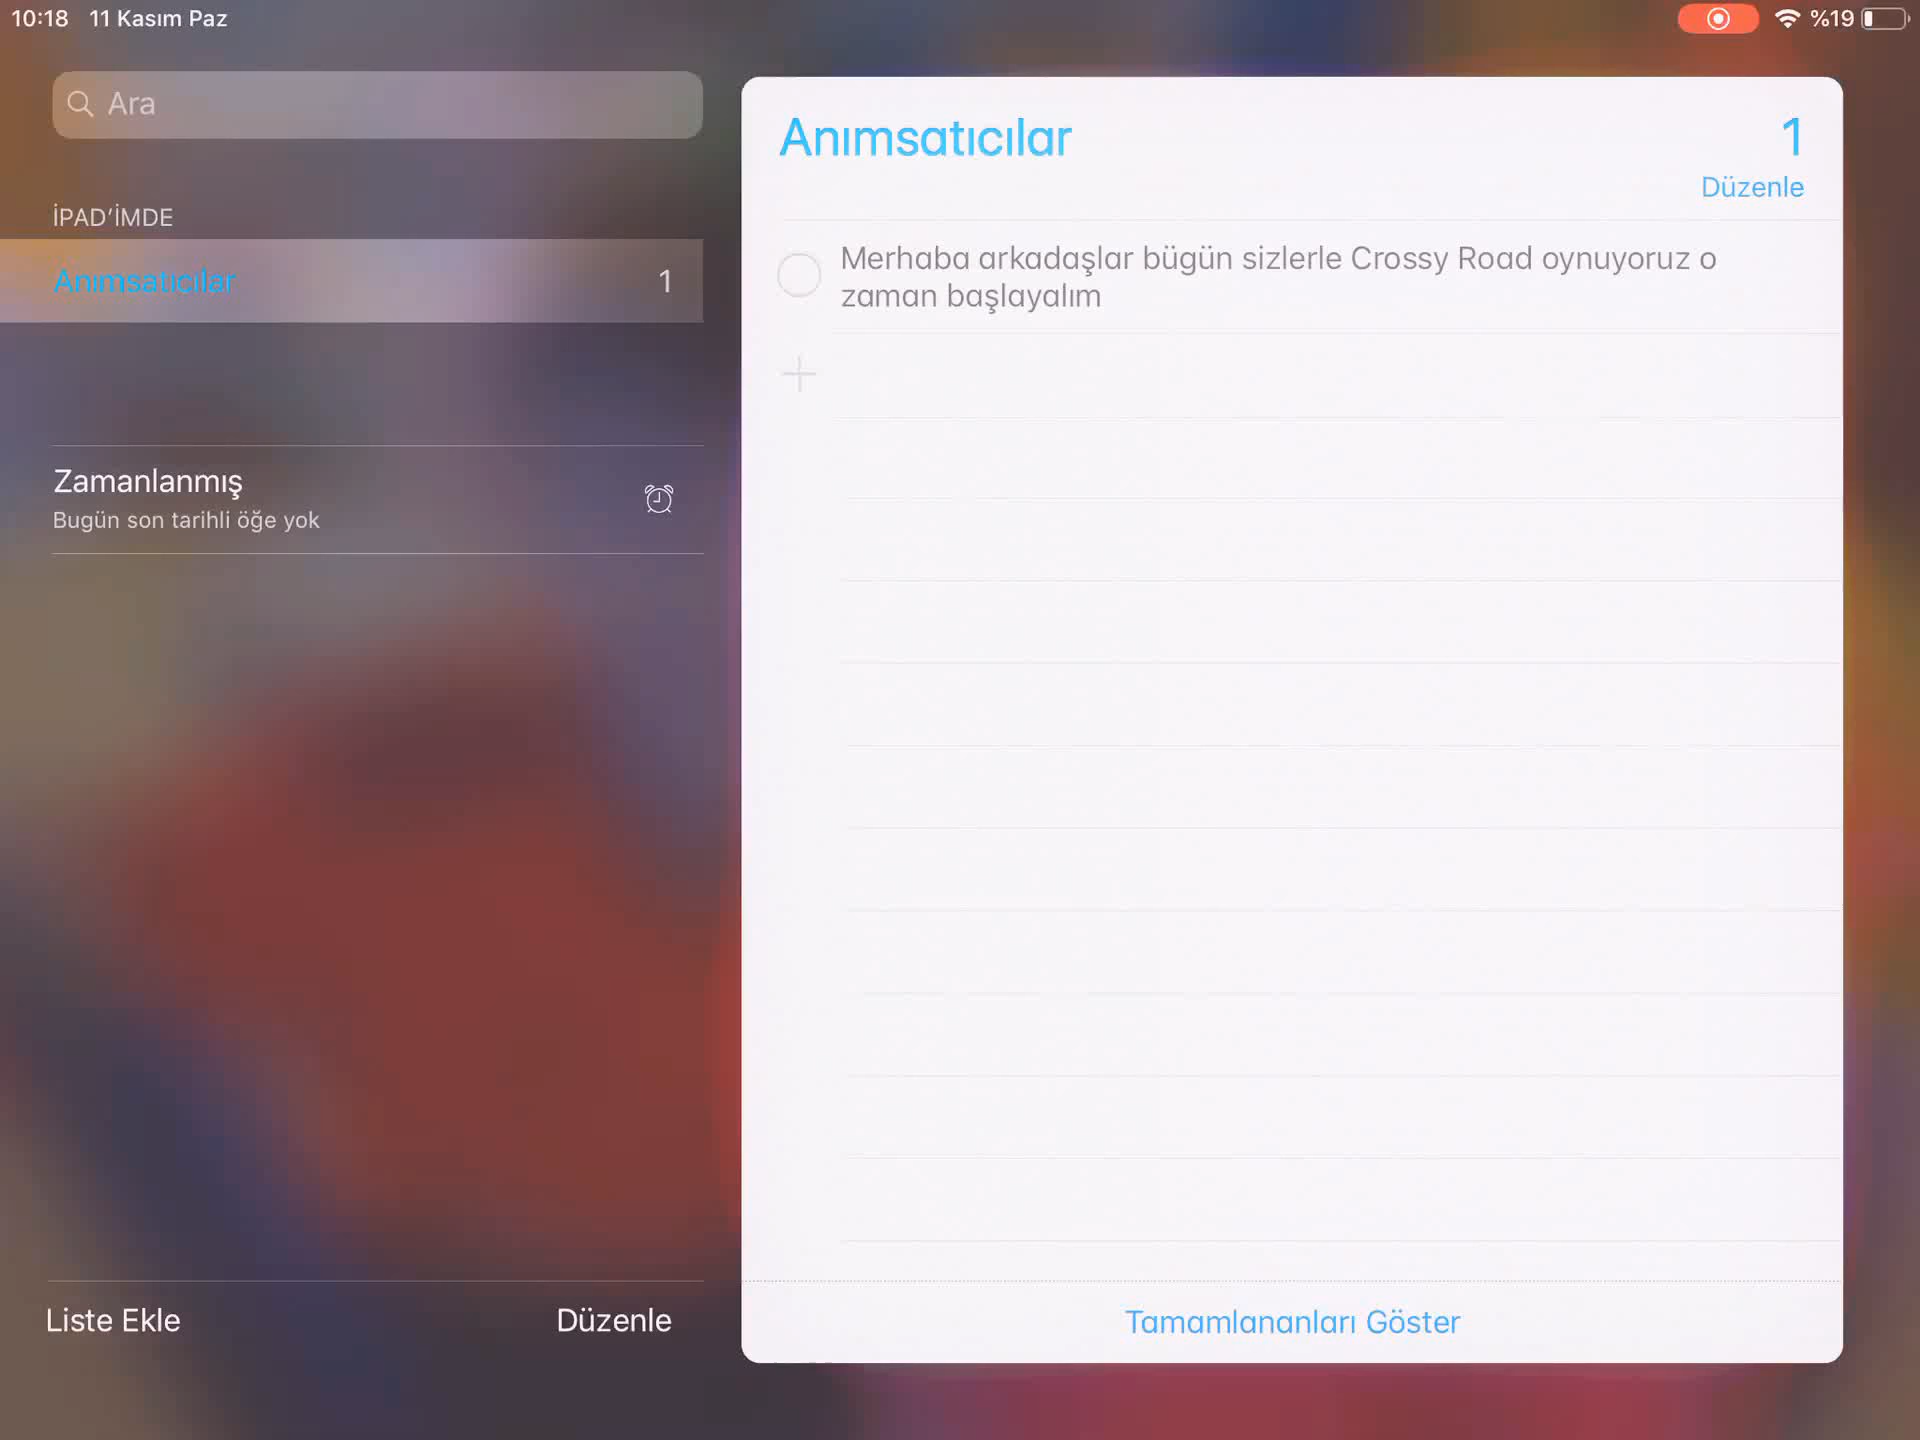 10:18 11 Kasım Paz
%19
Ara
İPAD'İMDE
Anımsatıcılar 1
Zamanlanmış
Bugün son tarihli öğe yok
Liste Ekle Düzenle
Anımsatıcılar 1
Düzenle
Merhaba arkadaşlar bügün sizlerle Crossy Road oynuyoruz o
zaman başlayalım
Tamamlananları Göster